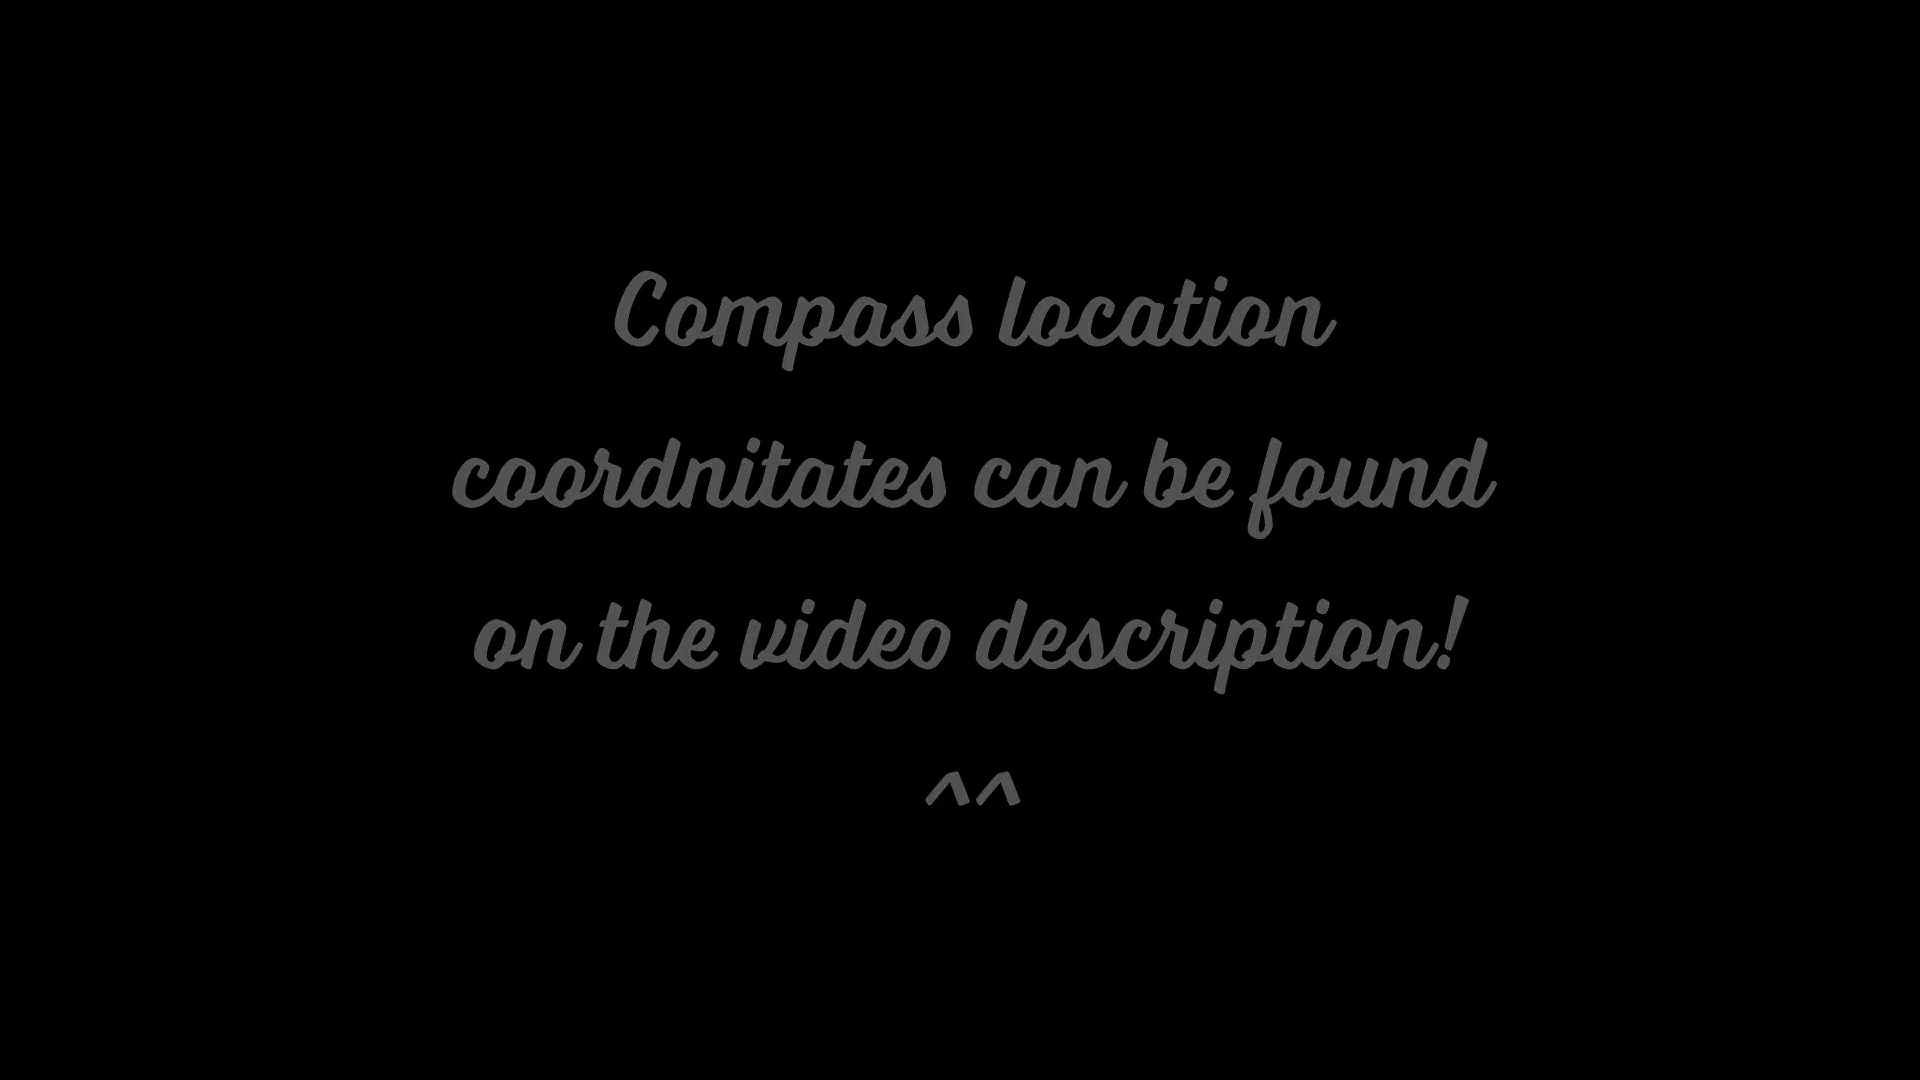 Compass location
coordnitates can be found
on the video description!
^^